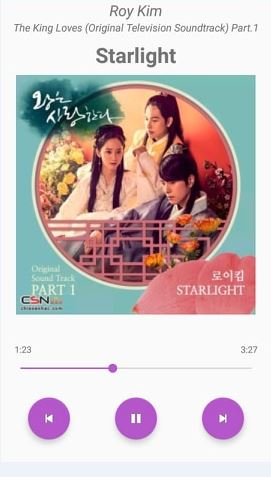 Roy Kim
The King Loves (Original Television Soundtrack) Part.1
Starlight
왕은
사랑한다
Original
Sound Track
PART 1
로이킴
STARLIGHT
CSN
chiasenhac.com
1:23
3:27